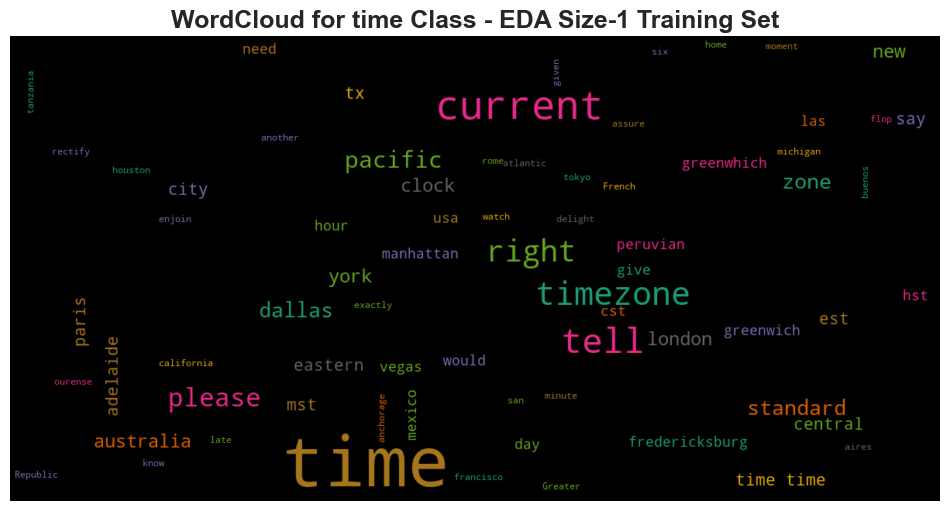 WordCloud for time Class - EDA Size-1 Training Set
need
six
home
moment
new
given
tanzania
tx
current
assure
las
flop
say
rectify
another
pacific
rome
atlantic
greenwhich
michigan
houston
city
clock
tokyo
French
zone
buenos
enjoin
hour
usa
watch
delight
manhattan
right
peruvian
york
give
timezone
hst
dallas
exactly
cst
est
paris
tell
london
greenwich
adelaide
california
eastern
vegas
would
ourense
please
mst
anchorage
mexico
san
minute
standard
central
australia
late
time
day
fredericksburg
aires
Republic
know
francisco
Greater
time time